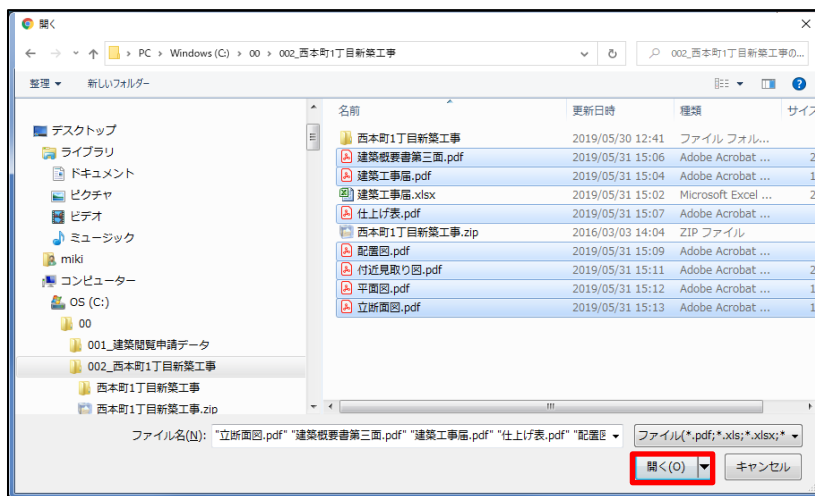 開く
PC › Windows (C:) › 00 › 002_西本町1丁目新築工事
002_西本町1丁目新築工事の...
整理 新しいフォルダー
名前 更新日時 種類 サイズ
デスクトップ
ライブラリ
ドキュメント
ピクチャ
ビデオ
ミュージック
miki
コンピューター
OS (C:)
00
001_建築閲覧申請データ
002_西本町1丁目新築工事
西本町1丁目新築工事
西本町1丁目新築工事.zip
西本町1丁目新築工事 2019/05/30 12:41 ファイル フォル...
建築概要書第三面.pdf 2019/05/31 15:06 Adobe Acrobat ... 2
建築工事届.pdf 2019/05/31 15:04 Adobe Acrobat ... 1
建築工事届.xlsx 2019/05/31 15:02 Microsoft Excel ... 2
仕上げ表.pdf 2019/05/31 15:07 Adobe Acrobat ...
西本町1丁目新築工事.zip 2016/03/03 14:04 ZIP ファイル
配置図.pdf 2019/05/31 15:09 Adobe Acrobat ...
付近見取り図.pdf 2019/05/31 15:11 Adobe Acrobat ... 2
平面図.pdf 2019/05/31 15:12 Adobe Acrobat ... 1
立断面図.pdf 2019/05/31 15:13 Adobe Acrobat ... 1
ファイル名(N): "立断面図.pdf" "建築概要書第三面.pdf" "建築工事届.pdf" "仕上げ表.pdf" "配置図
ファイル(*.pdf;*.xls;*.xlsx;*
開く(O) キャンセル